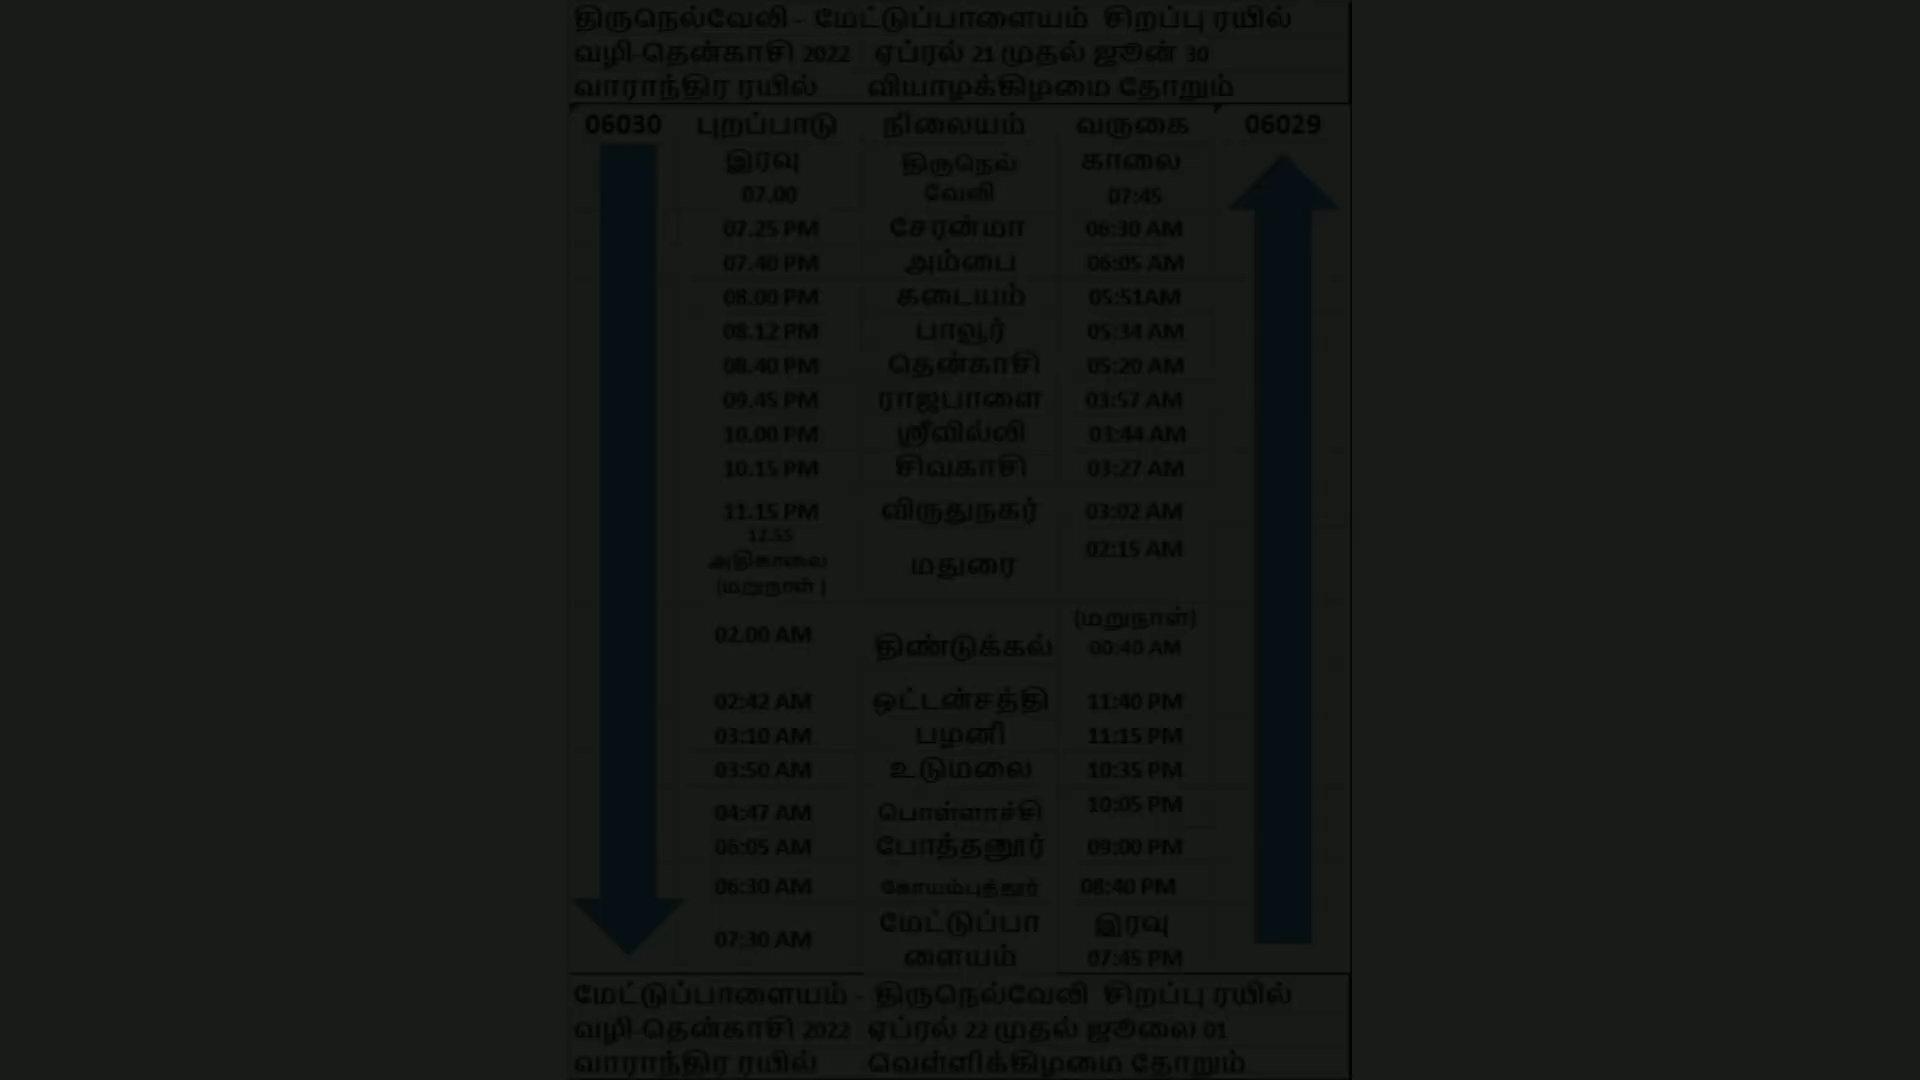 திருநெல்வேலி - மேட்டுப்பாளையம் சிறப்பு ரயில்
வழி-தென்காசி 2022 ஏப்ரல் 21 முதல் ஜூன் 30
வாராந்திர ரயில் வியாழக்கிழமை தோறும்
06030 புறப்பாடு நிலையம் வருகை 06029
இரவு திருநெல் காலை
07.00 வேலி 07:45
07.25 PM சேரன்மா 06:30 AM
07.40 PM அம்பை 06:05 AM
08.00 PM கடையம் 05:51AM
08.12 PM பாவூர் 05:34 AM
08.40 PM தென்காசி 05:20 AM
09.45 PM ராஜபாளை 03:57 AM
10.00 PM ஸ்ரீவில்லி 03:44 AM
10.15 PM சிவகாசி 03:27 AM
11.15 PM விருதுநகர் 03:02 AM
12.55
அதிகாலை மதுரை 02:15 AM
(மறுநாள் )
(மறுநாள்)
02.00 AM திண்டுக்கல் 00:40 AM
02:42 AM ஒட்டன்சத்தி 11:40 PM
03:10 AM பழனி 11:15 PM
03:50 AM உடுமலை 10:35 PM
04:47 AM பொள்ளாச்சி 10:05 PM
06:05 AM போத்தனூர் 09:00 PM
06:30 AM கோயம்புத்தூர் 08:40 PM
மேட்டுப்பா இரவு
07:30 AM ளையம் 07:45 PM
மேட்டுப்பாளையம் - திருநெல்வேலி சிறப்பு ரயில்
வழி-தென்காசி 2022 ஏப்ரல் 22 முதல் ஜூலை 01
வாராந்திர ரயில் வெள்ளிக்கிழமை தோறும்